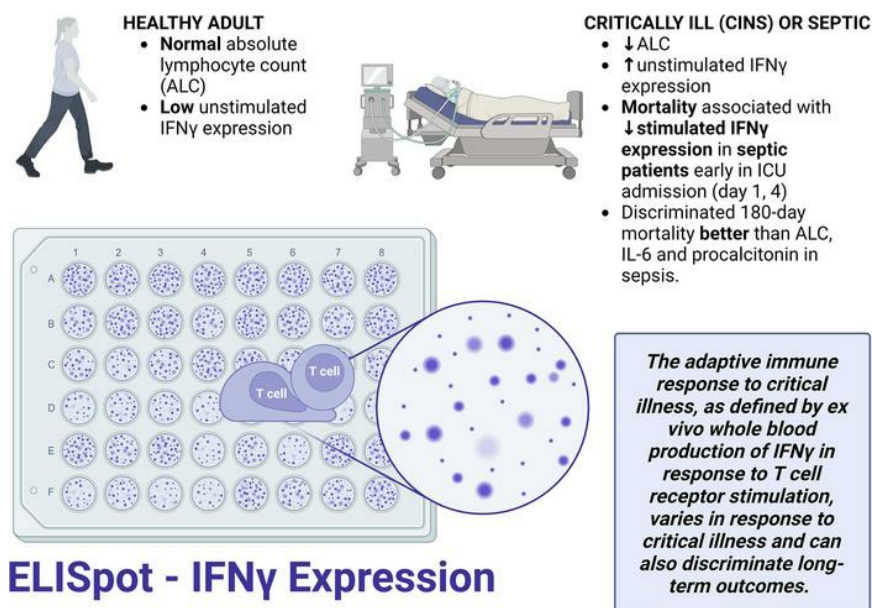 HEALTHY ADULT
• Normal absolute
lymphocyte count
(ALC)
• Low unstimulated
IFNγ expression
CRITICALLY ILL (CINS) OR SEPTIC
• ↓ALC
• ↑unstimulated IFNγ
expression
• Mortality associated with
↓stimulated IFNγ
expression in septic
patients early in ICU
admission (day 1, 4)
• Discriminated 180-day
mortality better than ALC,
IL-6 and procalcitonin in
sepsis.
1 2 3 4 5 6 7 8
A
B
C
D
E
F
T cell
T cell
The adaptive immune
response to critical
illness, as defined by ex
vivo whole blood
production of IFNγ in
response to T cell
receptor stimulation,
varies in response to
critical illness and can
also discriminate long-
term outcomes.
ELISpot - IFNγ Expression